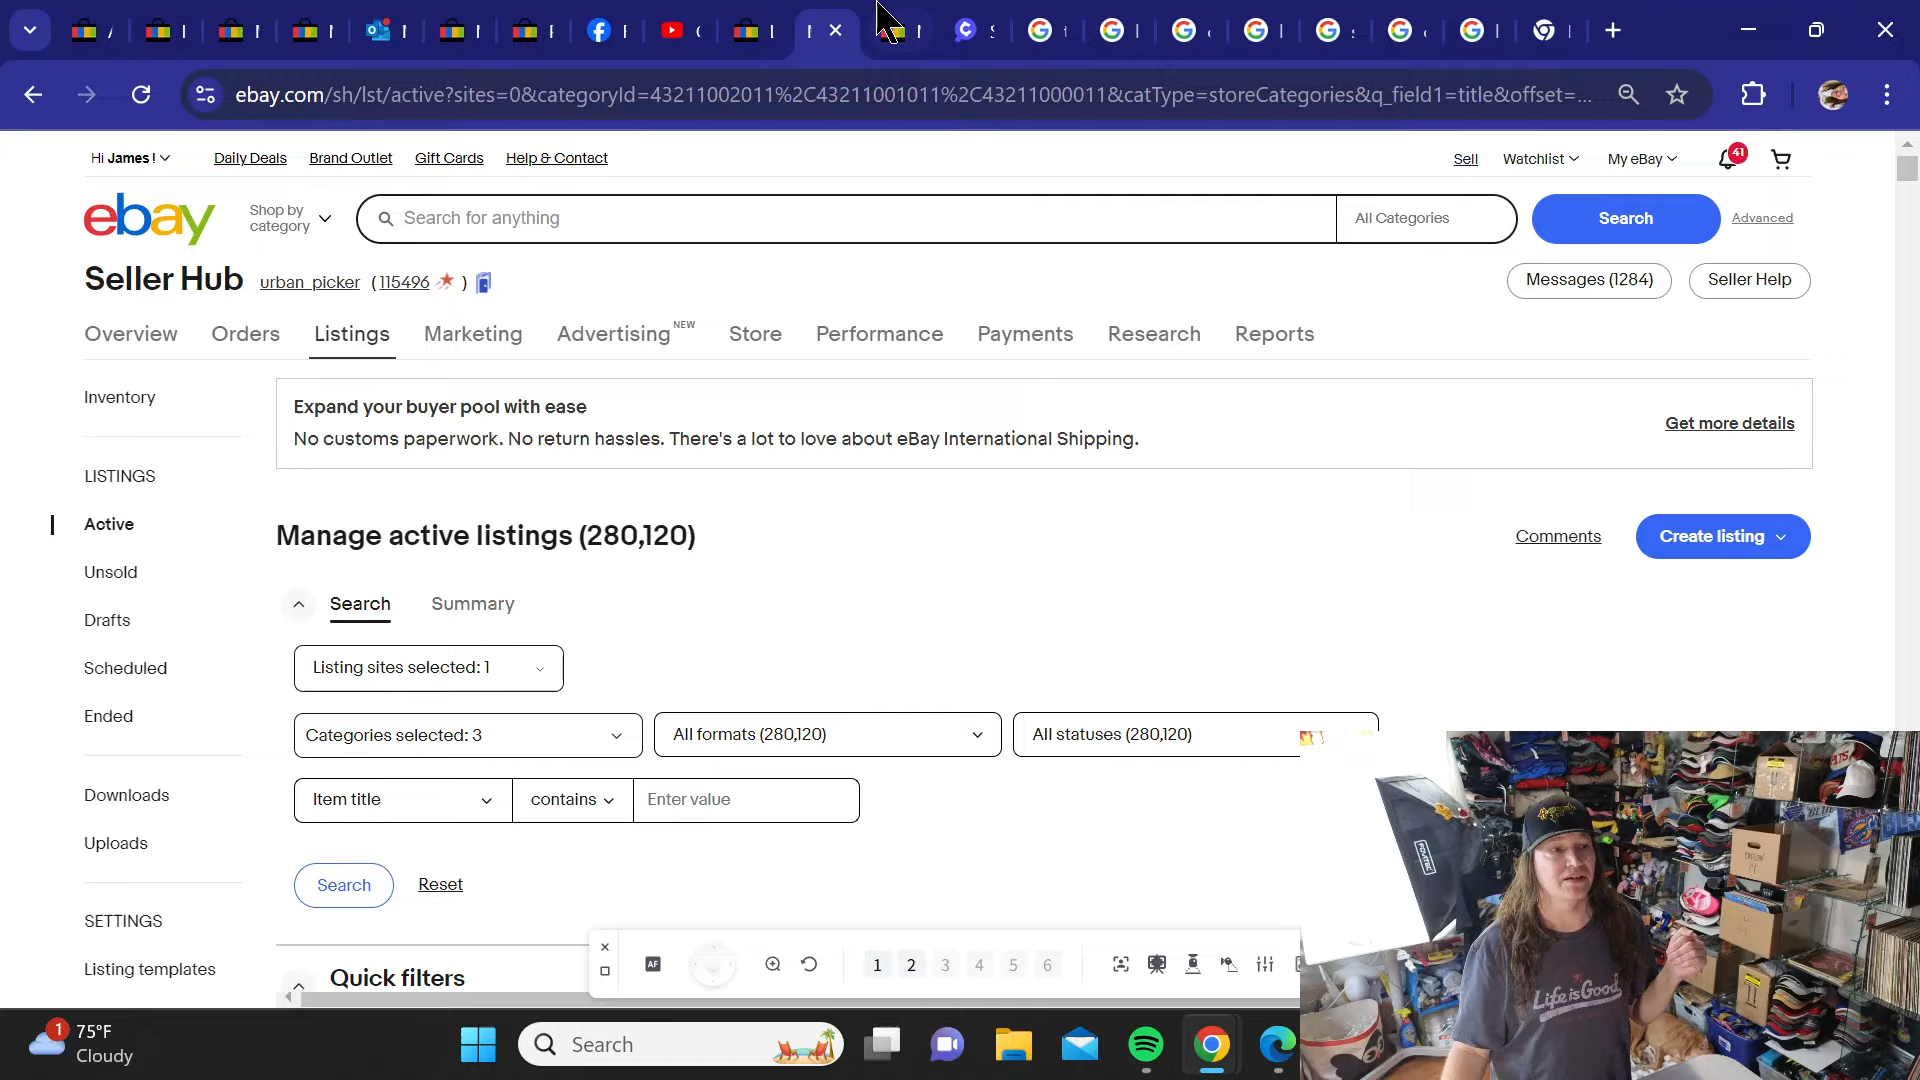 ebay.com/sh/lst/active?sites=0&categoryId=43211002011%2C43211001011%2C43211000011&catType=storeCategories&q_field1=title&offset=...
Hi James ! Daily Deals Brand Outlet Gift Cards Help & Contact Sell Watchlist My eBay 41
ebay Shop by category Search for anything All Categories Search Advanced
Seller Hub urban_picker (115496 ) Messages (1284) Seller Help
Overview Orders Listings Marketing Advertising NEW Store Performance Payments Research Reports
Inventory
LISTINGS
Active
Unsold
Drafts
Scheduled
Ended
Downloads
Uploads
SETTINGS
Listing templates
Expand your buyer pool with ease
No customs paperwork. No return hassles. There's a lot to love about eBay International Shipping.
Get more details
Manage active listings (280,120)
Comments Create listing
Search Summary
Listing sites selected: 1
Categories selected: 3 All formats (280,120) All statuses (280,120)
Item title contains Enter value
Search Reset
Quick filters
AF 1 2 3 4 5 6
Life is Good
1 75°F
Cloudy
Search